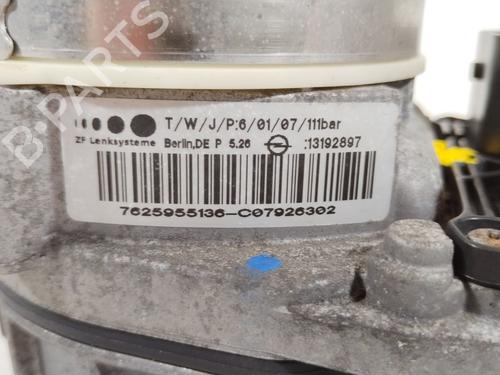 T/W/J/P:6/01/07/111bar
ZF Lenksysteme Berlin,DE P 5.26 :13192897
7625955136-C07926302
B-PARTS